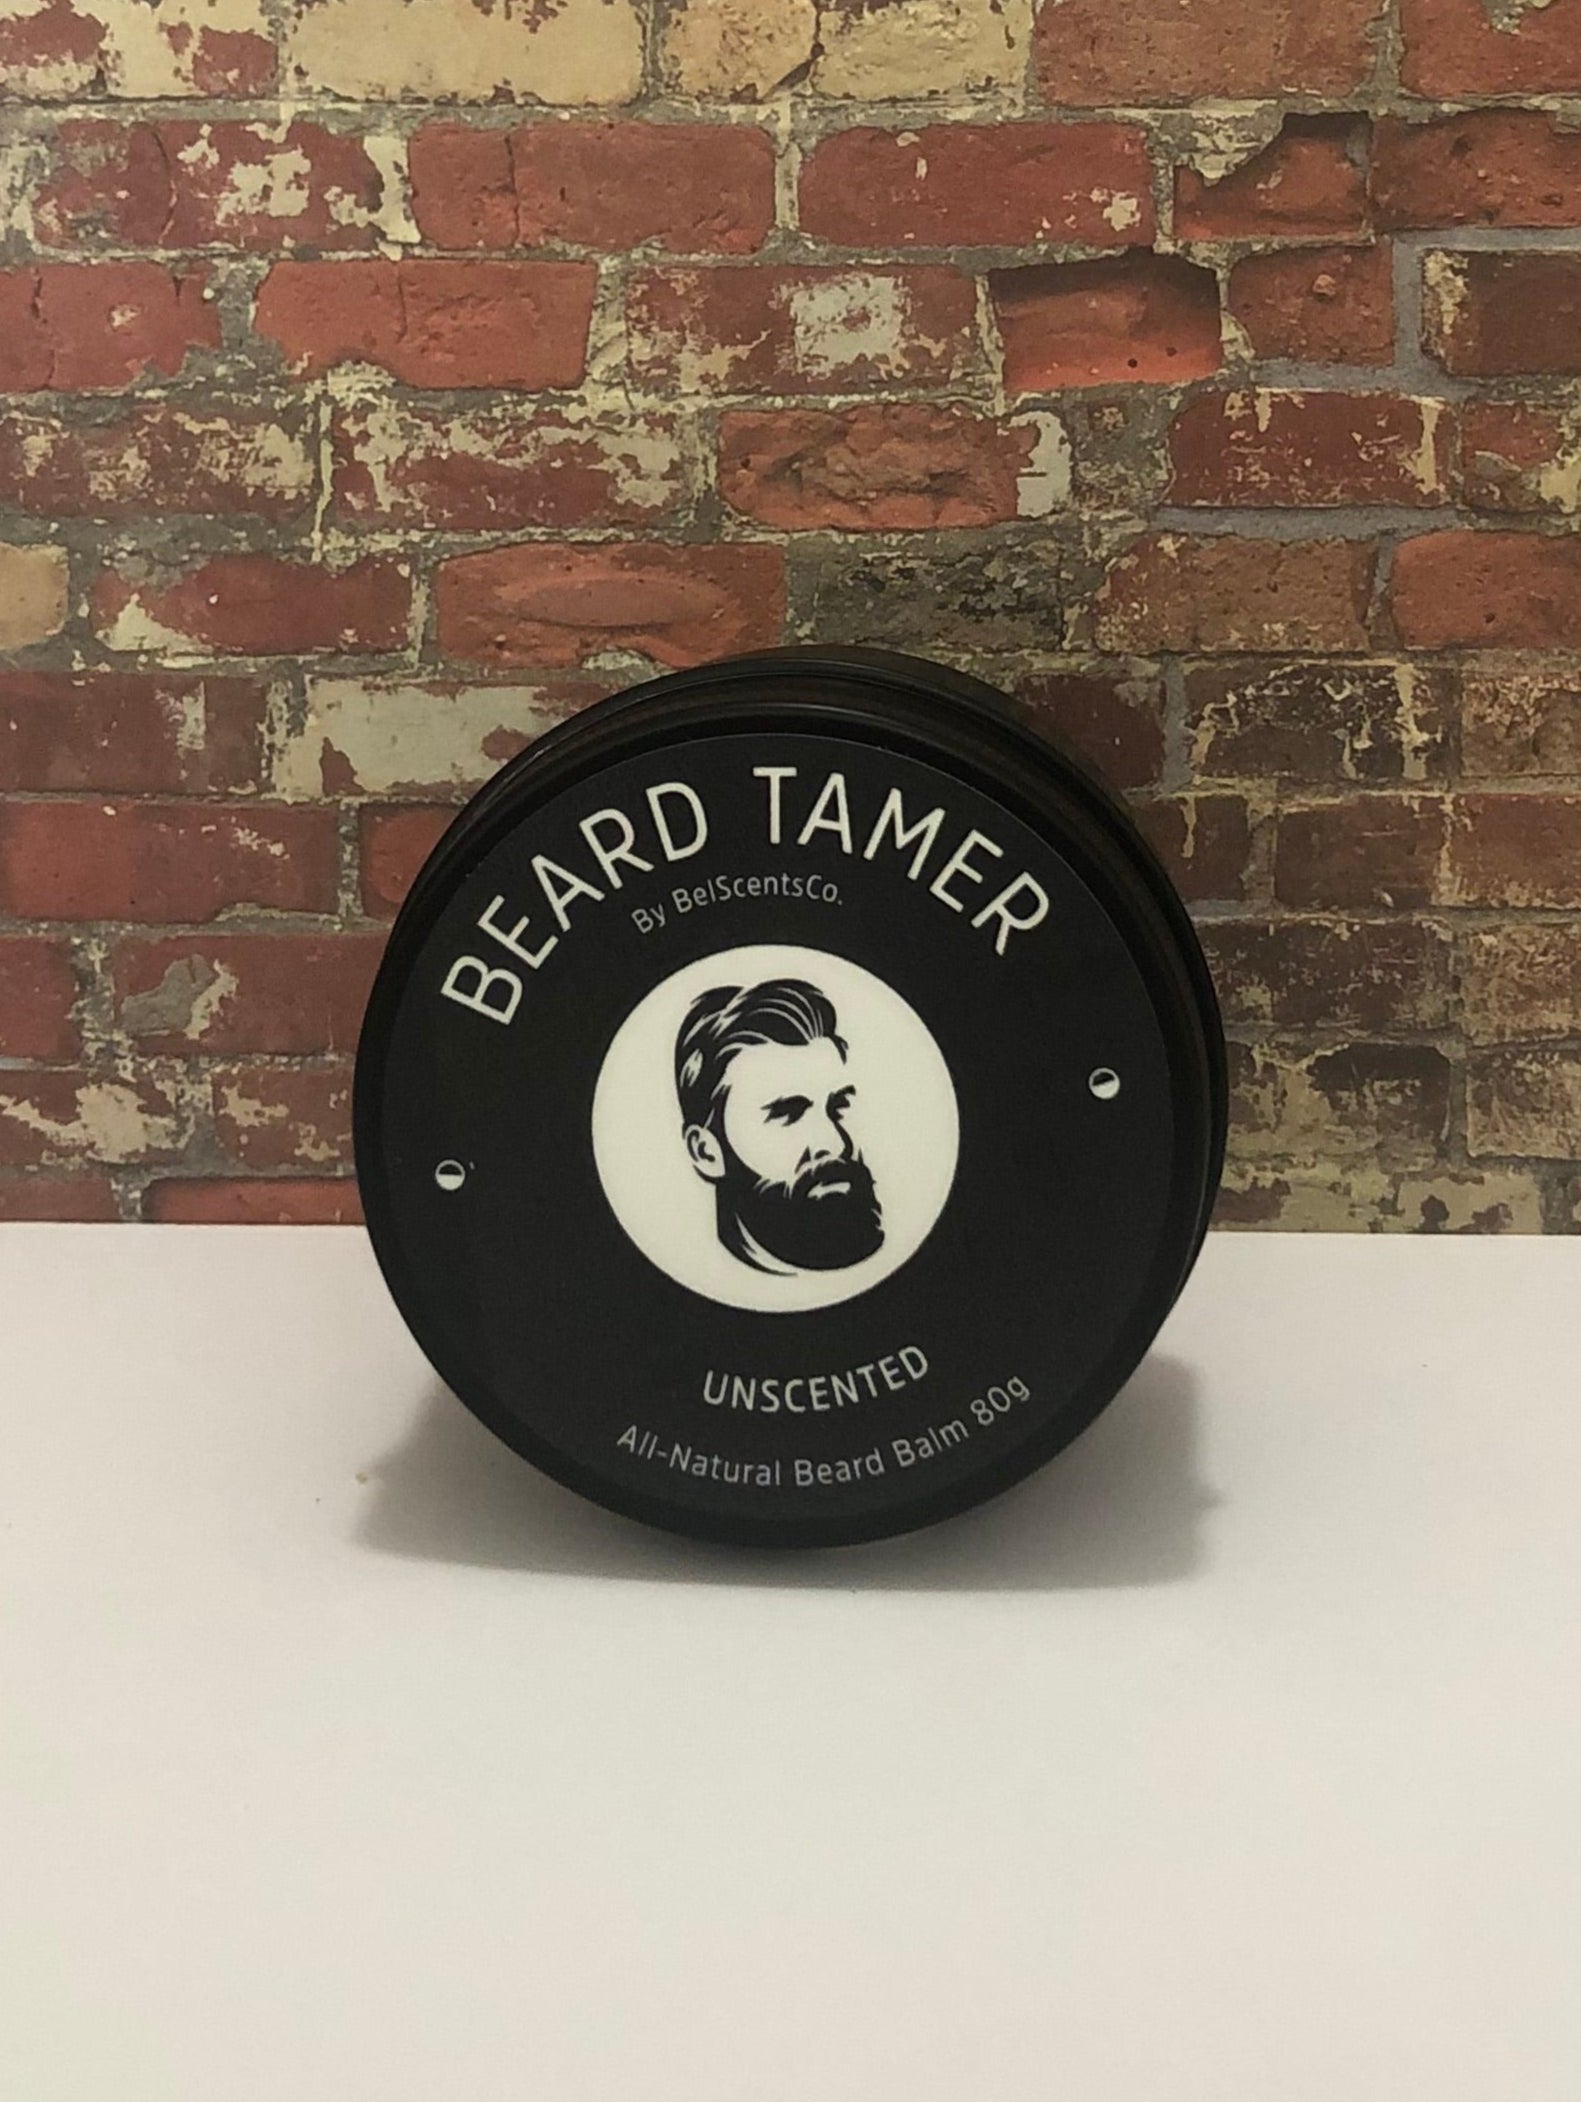 BEARD TAMER
By BelScentsCo.
UNSCENTED
All-Natural Beard Balm 80g